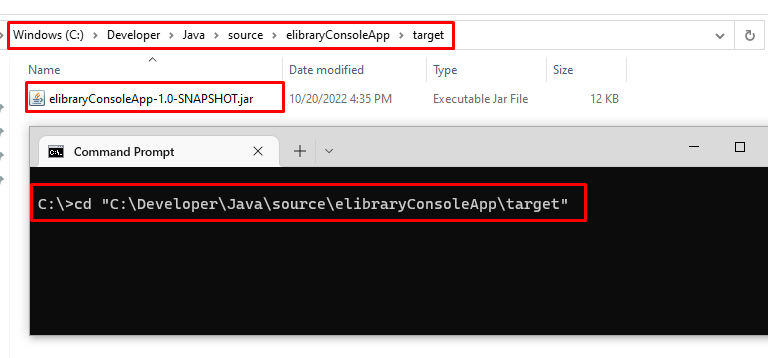 Windows (C:) > Developer > Java > source > elibraryConsoleApp > target
Name Date modified Type Size
elibraryConsoleApp-1.0-SNAPSHOT.jar 10/20/2022 4:35 PM Executable Jar File 12 KB
Command Prompt
C:\>cd "C:\Developer\Java\source\elibraryConsoleApp\target"